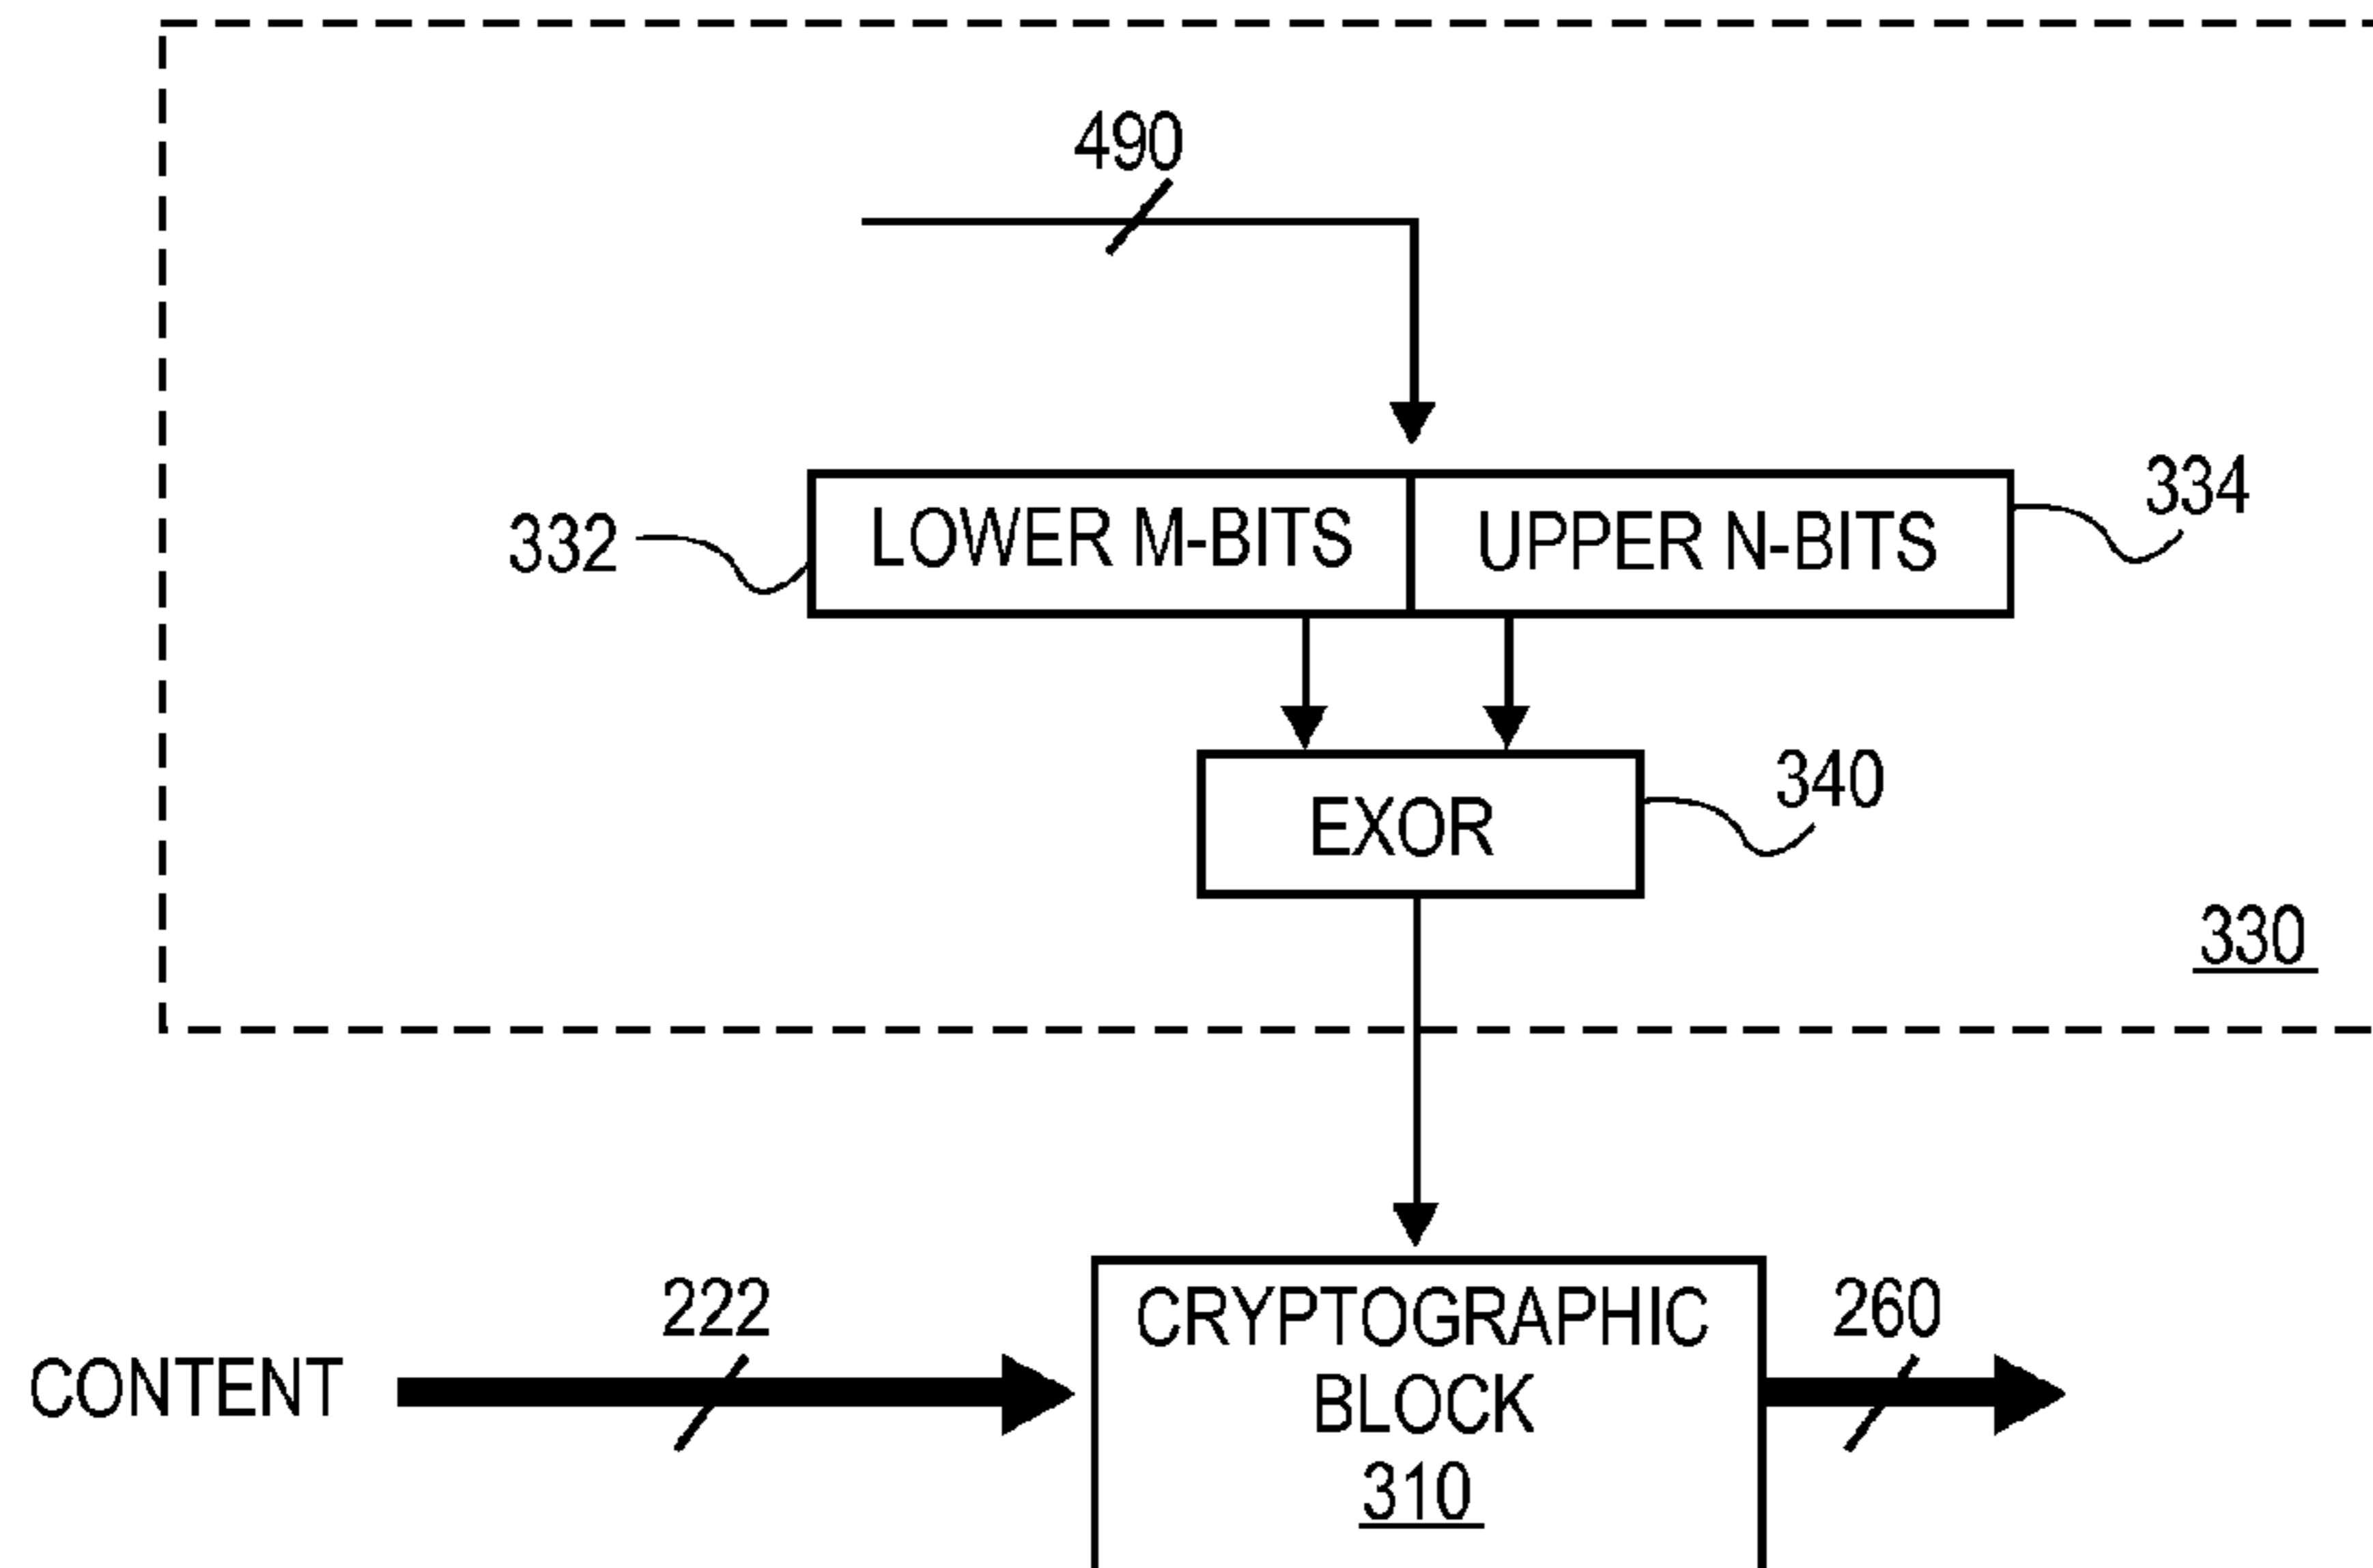 490
332
LOWER M-BITS
UPPER N-BITS
334
EXOR
340
330
CONTENT
222
CRYPTOGRAPHIC
BLOCK
310
260